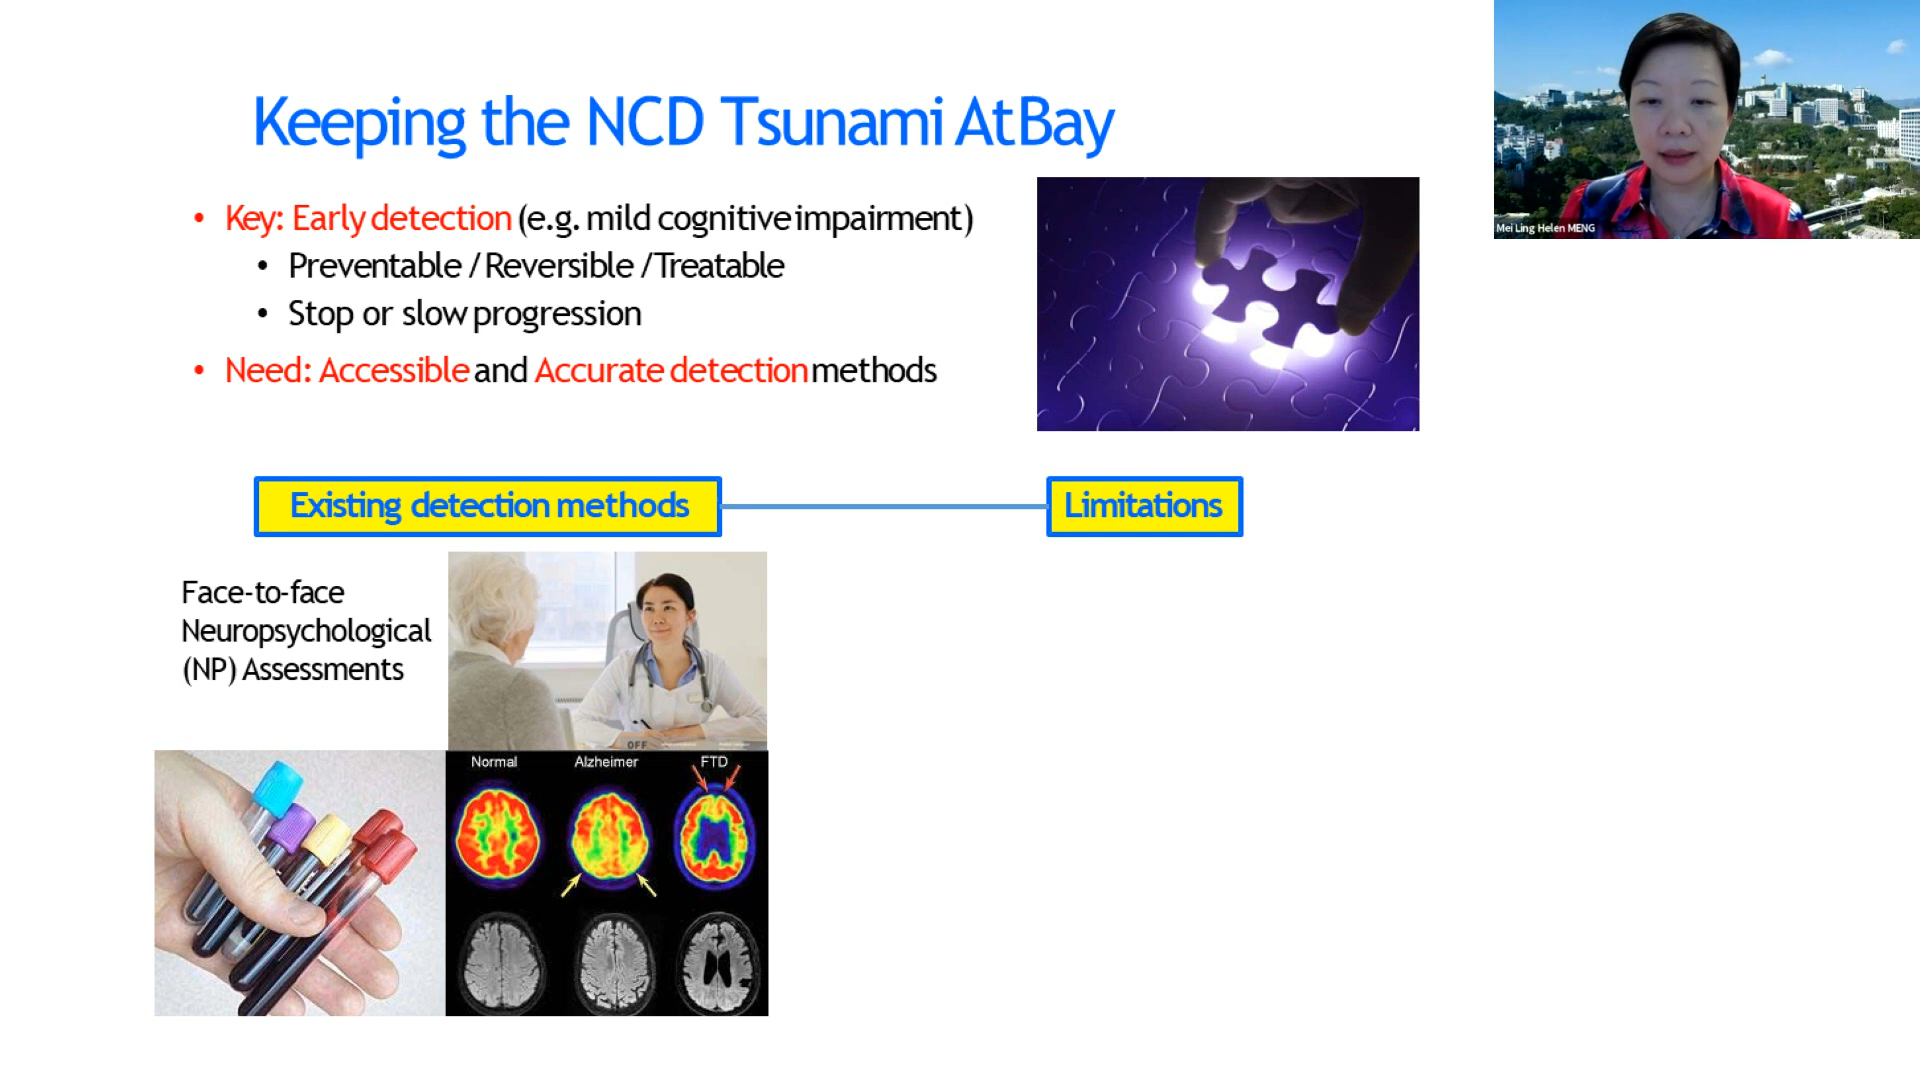 Keeping the NCD Tsunami At Bay
Mei Ling Helen MENG
• Key: Early detection (e.g. mild cognitive impairment)
• Preventable / Reversible / Treatable
• Stop or slow progression
• Need: Accessible and Accurate detection methods
Existing detection methods
Limitations
Face-to-face
Neuropsychological
(NP) Assessments
OFF
Normal Alzheimer FTD